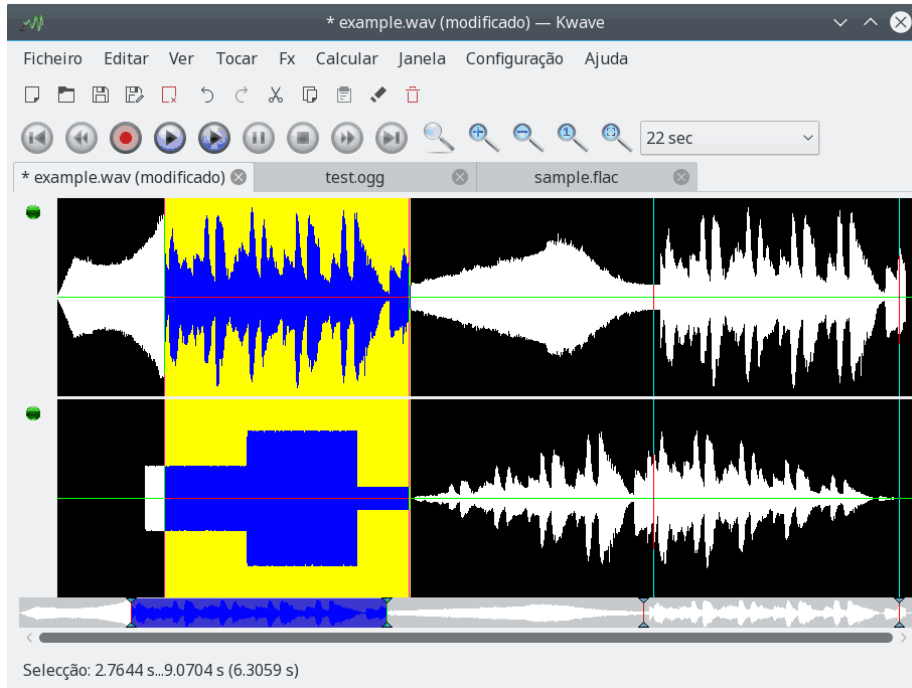 * example.wav (modificado) — Kwave
Ficheiro Editar Ver Tocar Fx Calcular Janela Configuração Ajuda
22 sec
* example.wav (modificado) test.ogg sample.flac
Selecção: 2.7644 s...9.0704 s (6.3059 s)